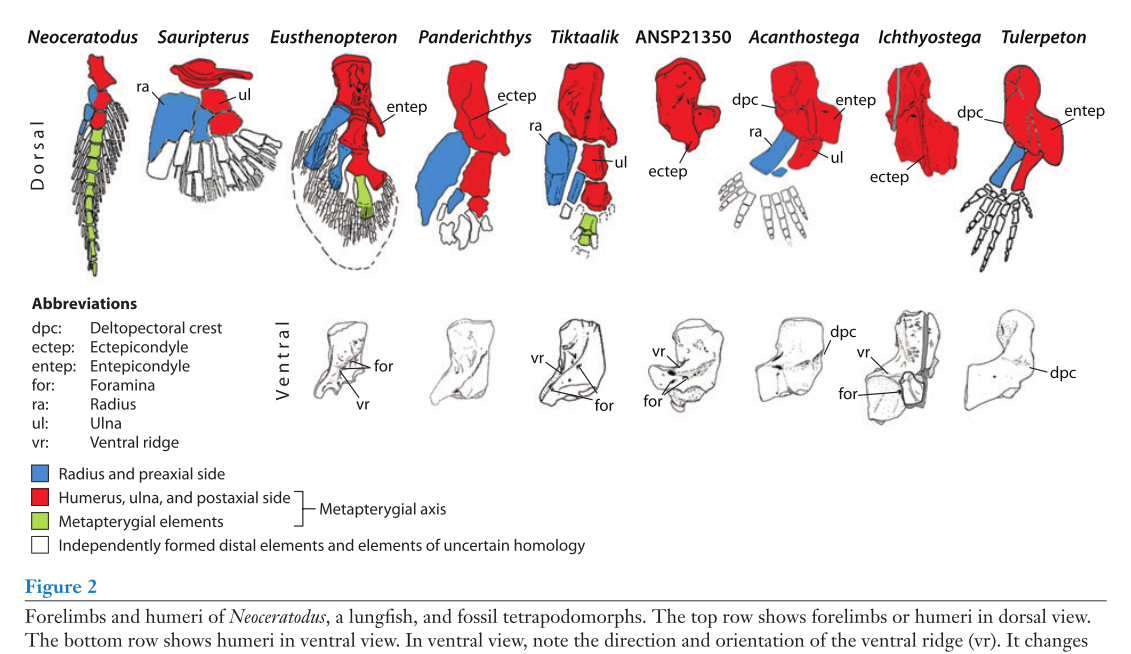 Neoceratodus Sauripterus Eusthenopteron Panderichthys Tiktaalik ANSP21350 Acanthostega Ichthyostega Tulerpeton
Dorsal
ra
ul
entep
ectep
ra
ul
ectep
dpc
ra
entep
ul
ectep
dpc
entep
Abbreviations
dpc: Deltopectoral crest
ectep: Ectepicondyle
entep: Entepicondyle
for: Foramina
ra: Radius
ul: Ulna
vr: Ventral ridge
Ventral
for
vr
vr
for
vr
for
dpc
vr
for
dpc
Radius and preaxial side
Humerus, ulna, and postaxial side
Metapterygial axis
Metapterygial elements
Independently formed distal elements and elements of uncertain homology
Figure 2
Forelimbs and humeri of Neoceratodus, a lungfish, and fossil tetrapodomorphs. The top row shows forelimbs or humeri in dorsal view.
The bottom row shows humeri in ventral view. In ventral view, note the direction and orientation of the ventral ridge (vr). It changes